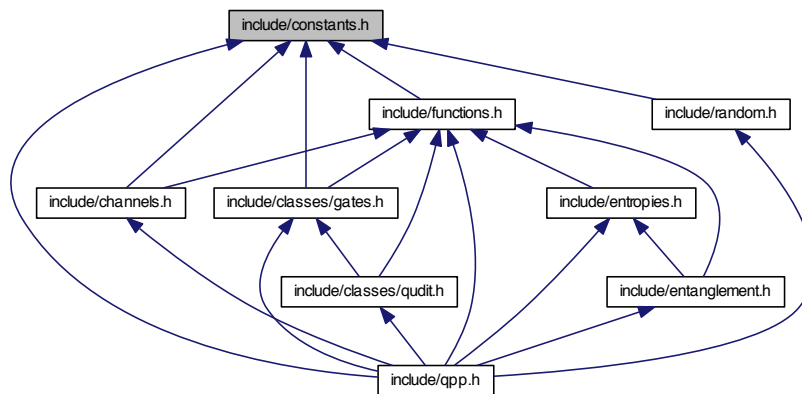 include/constants.h
include/functions.h
include/random.h
include/channels.h
include/classes/gates.h
include/entropies.h
include/classes/qudit.h
include/entanglement.h
include/qpp.h